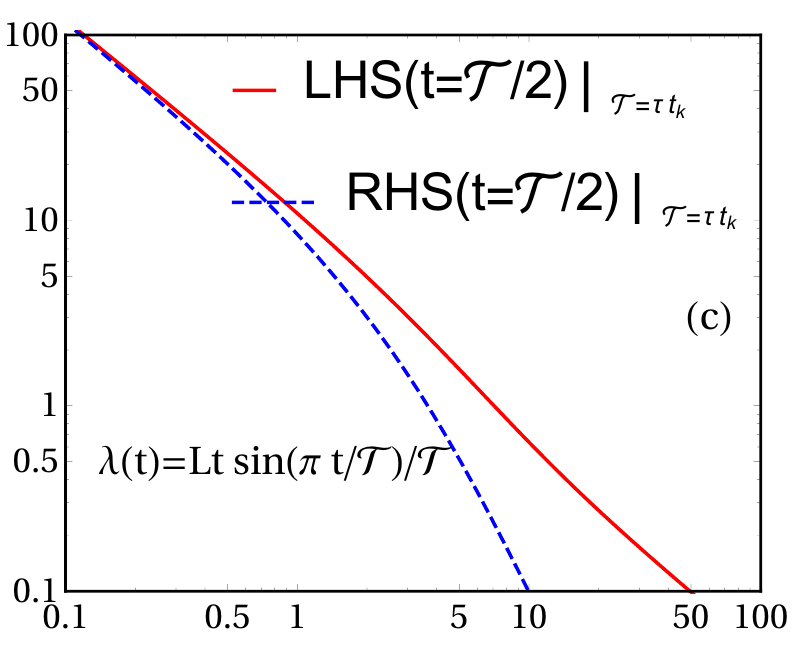 100
50
10
5
1
0.5
0.1
LHS(t=𝒯/2) | 𝒯=τ t_k
RHS(t=𝒯/2) | 𝒯=τ t_k
(c)
λ(t)=Lt sin(π t/𝒯)/𝒯
0.1 0.5 1 5 10 50 100